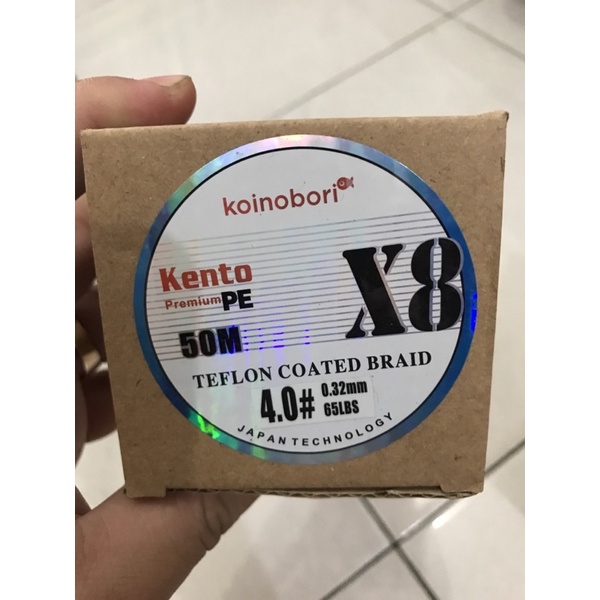 koinobori
Kento
Premium PE
X8
50M
TEFLON COATED BRAID
4.0# 0.32mm
65LBS
JAPAN TECHNOLOGY